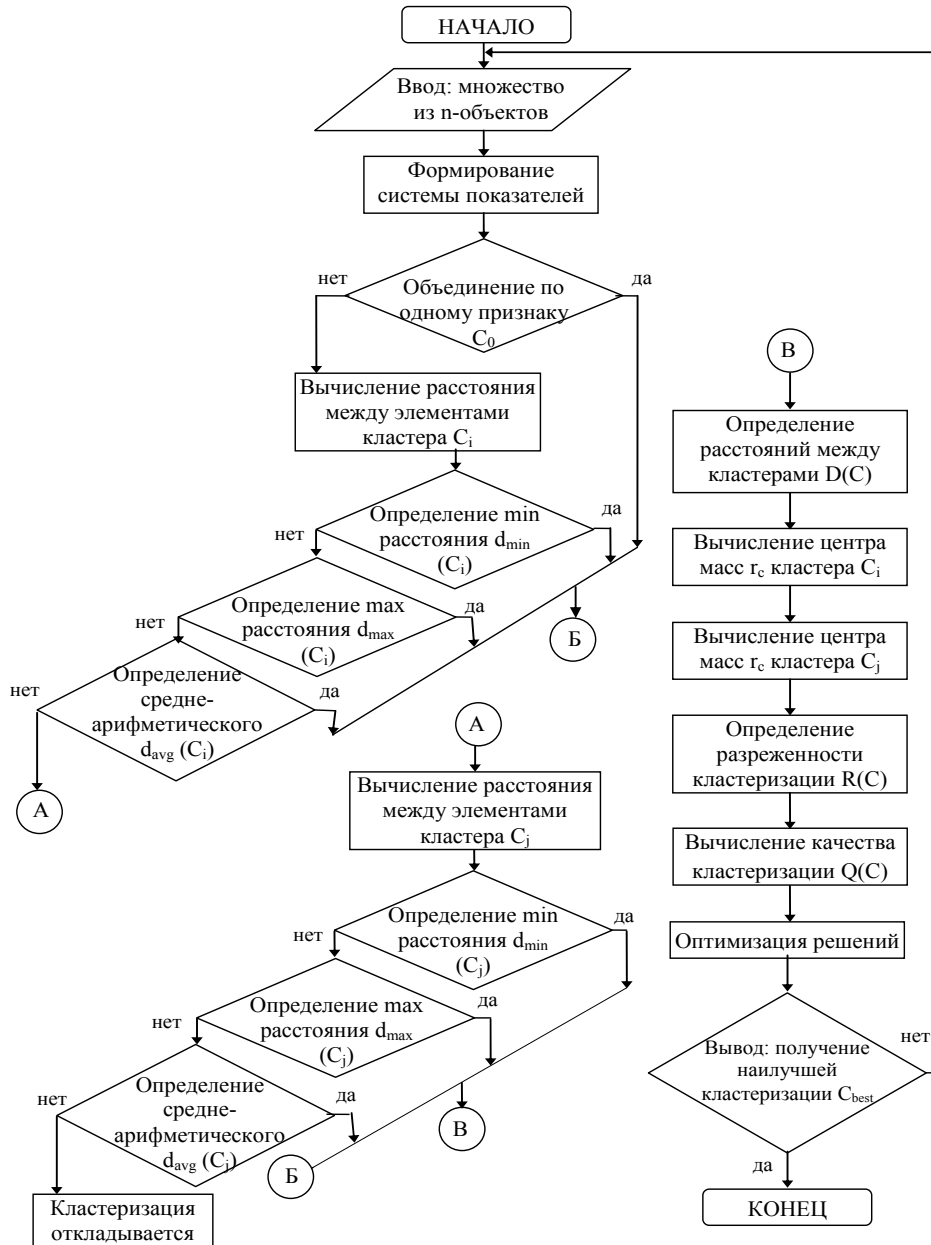 НАЧАЛО
Ввод: множество
из n-объектов
Формирование
системы показателей
нет
да
Объединение по
одному признаку
C₀
Вычисление расстояния
между элементами
кластера Cᵢ
нет
да
Определение min
расстояния dmin
(Cᵢ)
нет
да
Определение max
расстояния dmax
(Cᵢ)
Б
нет
да
Определение
средне-
арифметического
davg (Cᵢ)
А
А
Вычисление расстояния
между элементами
кластера Cⱼ
нет
да
Определение min
расстояния dmin
(Cⱼ)
нет
да
Определение max
расстояния dmax
(Cⱼ)
В
нет
да
Определение
средне-
арифметического
davg (Cⱼ)
Б
Кластеризация
откладывается
В
Определение
расстояний между
кластерами D(C)
Вычисление центра
масс rc кластера Cᵢ
Вычисление центра
масс rc кластера Cⱼ
Определение
разреженности
кластеризации R(C)
Вычисление качества
кластеризации Q(C)
Оптимизация решений
нет
Вывод: получение
наилучшей
кластеризации Cbest
да
КОНЕЦ